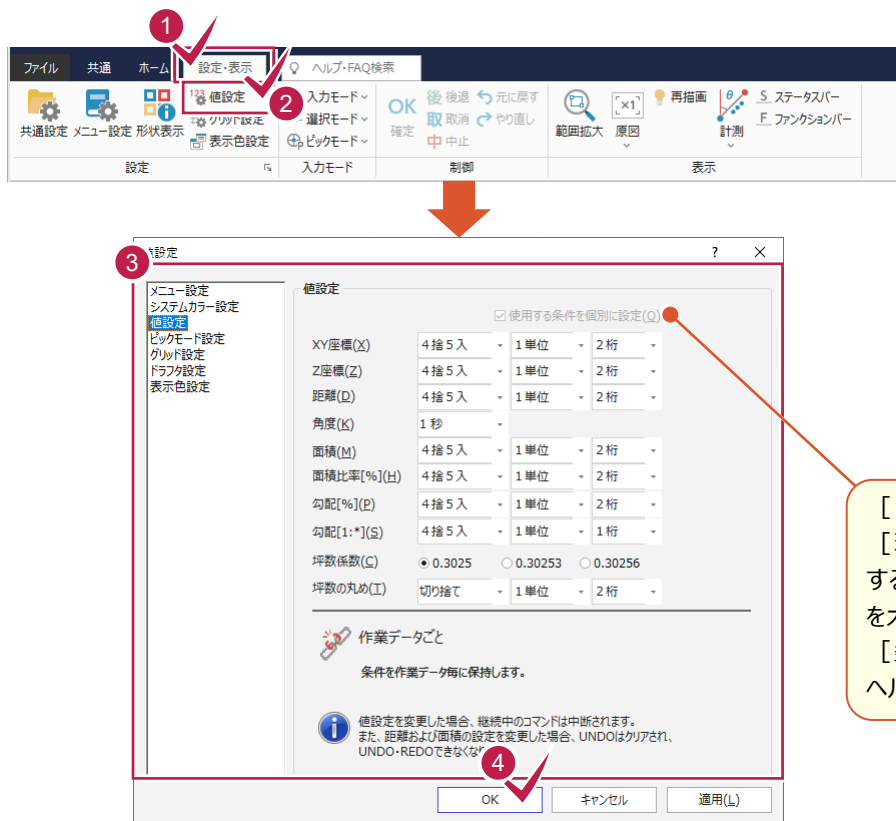 1
ファイル 共通 ホーム 設定・表示 ヘルプ・FAQ検索
共通設定 メニュー設定 形状表示
値設定
グリッド設定
表示色設定
2
入力モード
選択モード
ピックモード
OK 確定
後退 元に戻す
取消 やり直し
中止
範囲拡大
×1 原図
再描画
計測
S ステータスバー
F ファンクションバー
設定 入力モード 制御 表示
3
値設定 ? ×
メニュー設定
システムカラー設定
値設定
ピックモード設定
グリッド設定
ドラフタ設定
表示色設定
値設定
使用する条件を個別に設定(O)
XY座標(X) 4捨5入 1単位 2桁
Z座標(Z) 4捨5入 1単位 2桁
距離(D) 4捨5入 1単位 2桁
角度(K) 1秒
面積(M) 4捨5入 1単位 2桁
面積比率[%](H) 4捨5入 1単位 2桁
勾配[%](P) 4捨5入 1単位 2桁
勾配[1:*](S) 4捨5入 1単位 1桁
坪数係数(C) 0.3025 0.30253 0.30256
坪数の丸め(T) 切り捨て 1単位 2桁
作業データごと
条件を作業データ毎に保持します。
値設定を変更した場合、継続中のコマンドは中断されます。
また、距離および面積の設定を変更した場合、UNDOはクリアされ、
UNDO・REDOできなくな
4
OK キャンセル 適用(L)
[
[
する
を
[
ヘル